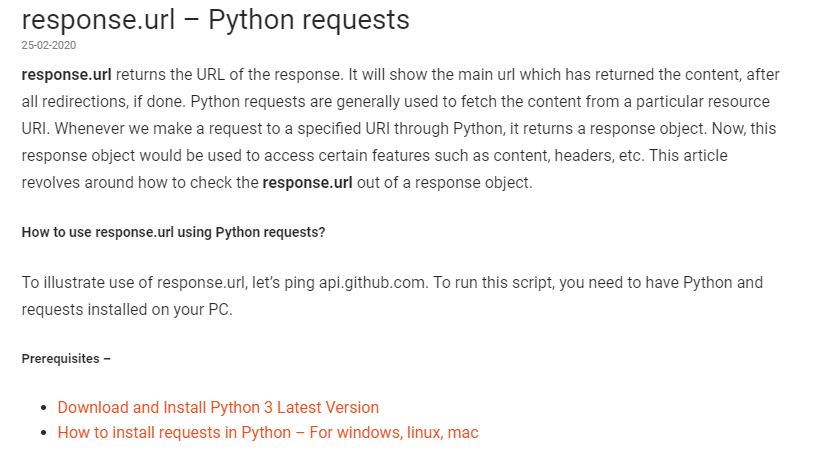 response.url – Python requests
25-02-2020
response.url returns the URL of the response. It will show the main url which has returned the content, after
all redirections, if done. Python requests are generally used to fetch the content from a particular resource
URI. Whenever we make a request to a specified URI through Python, it returns a response object. Now, this
response object would be used to access certain features such as content, headers, etc. This article
revolves around how to check the response.url out of a response object.
How to use response.url using Python requests?
To illustrate use of response.url, let’s ping api.github.com. To run this script, you need to have Python and
requests installed on your PC.
Prerequisites –
• Download and Install Python 3 Latest Version
• How to install requests in Python – For windows, linux, mac